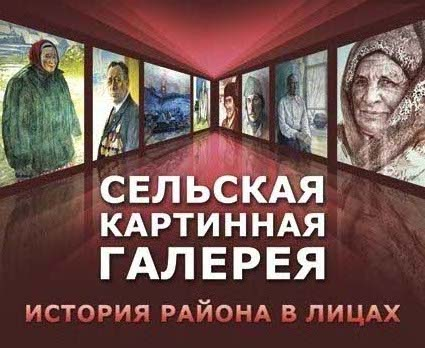 СЕЛЬСКАЯ
КАРТИННАЯ
ГАЛЕРЕЯ
ИСТОРИЯ РАЙОНА В ЛИЦАХ